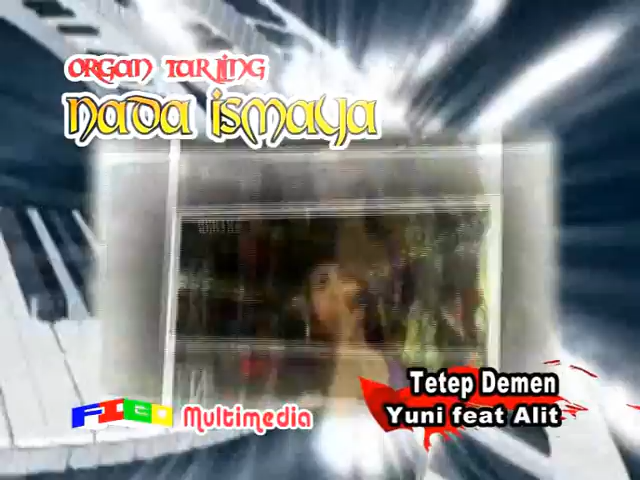 ORGAN TARLING
NADA ISMAYA
Tetep Demen
FICO Multimedia
Yuni feat Alit